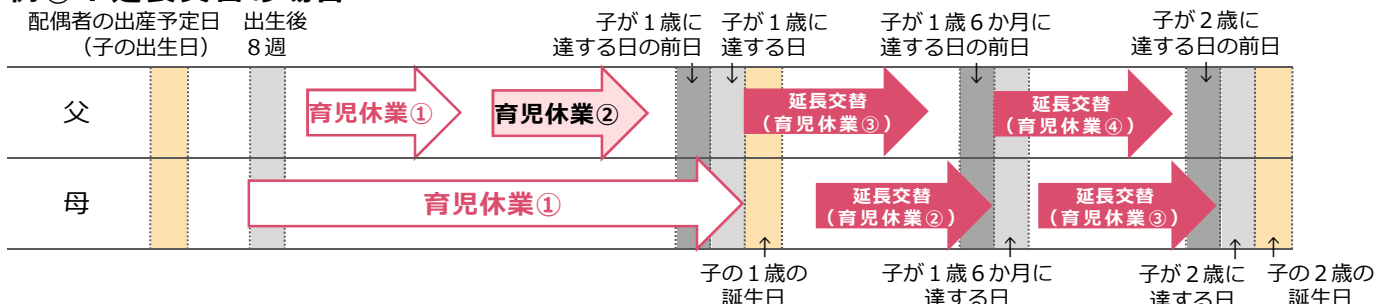 配偶者の出産予定日
(子の出生日)
出生後
8週
子が1歳に
達する日の前日
子が1歳に
達する日
子が1歳6か月に
達する日の前日
子が2歳に
達する日の前日
父
育児休業①
育児休業②
延長交替
(育児休業③)
延長交替
(育児休業④)
母
育児休業①
延長交替
(育児休業②)
延長交替
(育児休業③)
子の1歳の
誕生日
子が1歳6か月に
達する日
子が2歳に
達する日
子の2歳の
誕生日